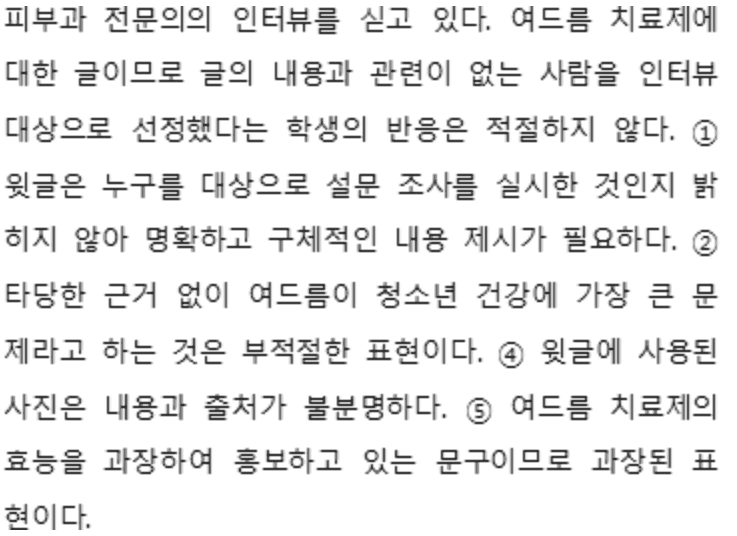 피부과 전문의의 인터뷰를 싣고 있다. 여드름 치료제에
대한 글이므로 글의 내용과 관련이 없는 사람을 인터뷰
대상으로 선정했다는 학생의 반응은 적절하지 않다. ①
윗글은 누구를 대상으로 설문 조사를 실시한 것인지 밝
히지 않아 명확하고 구체적인 내용 제시가 필요하다. ②
타당한 근거 없이 여드름이 청소년 건강에 가장 큰 문
제라고 하는 것은 부적절한 표현이다. ④ 윗글에 사용된
사진은 내용과 출처가 불분명하다. ⑤ 여드름 치료제의
효능을 과장하여 홍보하고 있는 문구이므로 과장된 표
현이다.